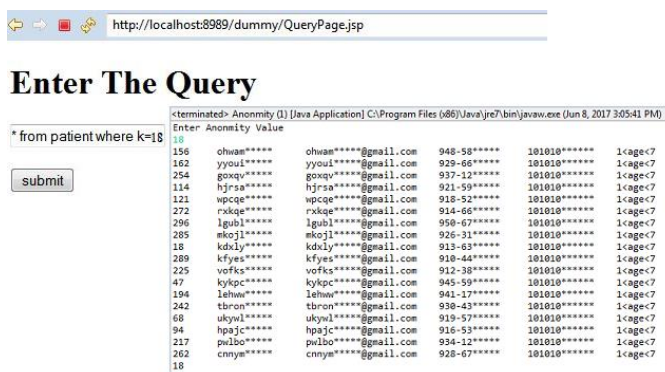 http://localhost:8989/dummy/QueryPage.jsp
Enter The Query
* from patient where k=18
submit
<terminated> Anonmity (1) [Java Application] C:\Program Files (x86)\Java\jre7\bin\javaw.exe (Jun 8, 2017 3:05:41 PM)
Enter Anonmity Value
18
156 ohwam***** ohwam*****@gmail.com 948-58***** 101010****** 1<age<7
162 yyoui***** yyoui*****@gmail.com 929-66***** 101010****** 1<age<7
254 goxqv***** goxqv*****@gmail.com 937-12***** 101010****** 1<age<7
114 hjrsa***** hjrsa*****@gmail.com 921-59***** 101010****** 1<age<7
121 wpcqe***** wpcqe*****@gmail.com 918-52***** 101010****** 1<age<7
272 rxkqe***** rxkqe*****@gmail.com 914-66***** 101010****** 1<age<7
296 lgubl***** lgubl*****@gmail.com 950-67***** 101010****** 1<age<7
285 mkojl***** mkojl*****@gmail.com 926-31***** 101010****** 1<age<7
18 kdxly***** kdxly*****@gmail.com 913-63***** 101010****** 1<age<7
289 kfyes***** kfyes*****@gmail.com 910-44***** 101010****** 1<age<7
225 vofks***** vofks*****@gmail.com 912-38***** 101010****** 1<age<7
47 kykpc***** kykpc*****@gmail.com 945-59***** 101010****** 1<age<7
194 lehww***** lehww*****@gmail.com 941-17***** 101010****** 1<age<7
242 tbron***** tbron*****@gmail.com 930-43***** 101010****** 1<age<7
68 ukywl***** ukywl*****@gmail.com 919-57***** 101010****** 1<age<7
94 hpajc***** hpajc*****@gmail.com 916-53***** 101010****** 1<age<7
217 pwlbo***** pwlbo*****@gmail.com 934-12***** 101010****** 1<age<7
262 cnnym***** cnnym*****@gmail.com 928-67***** 101010****** 1<age<7
18